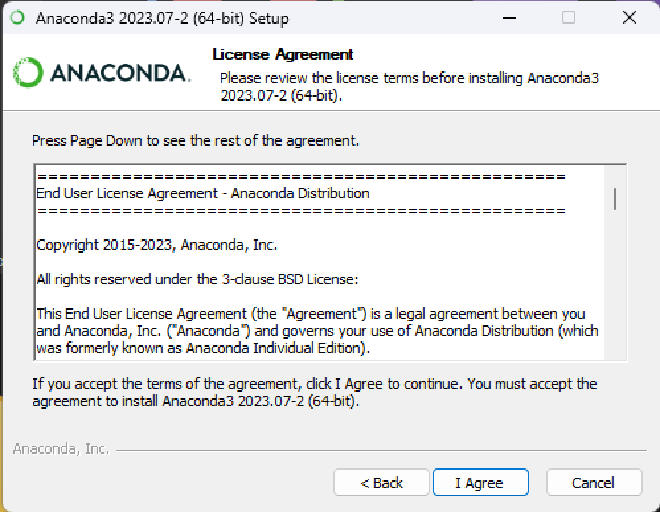 Anaconda3 2023.07-2 (64-bit) Setup
ANACONDA.
License Agreement
Please review the license terms before installing Anaconda3
2023.07-2 (64-bit).
Press Page Down to see the rest of the agreement.
==================================================
End User License Agreement - Anaconda Distribution
==================================================
Copyright 2015-2023, Anaconda, Inc.
All rights reserved under the 3-clause BSD License:
This End User License Agreement (the "Agreement") is a legal agreement between you
and Anaconda, Inc. ("Anaconda") and governs your use of Anaconda Distribution (which
was formerly known as Anaconda Individual Edition).
If you accept the terms of the agreement, click I Agree to continue. You must accept the
agreement to install Anaconda3 2023.07-2 (64-bit).
Anaconda, Inc.
< Back
I Agree
Cancel